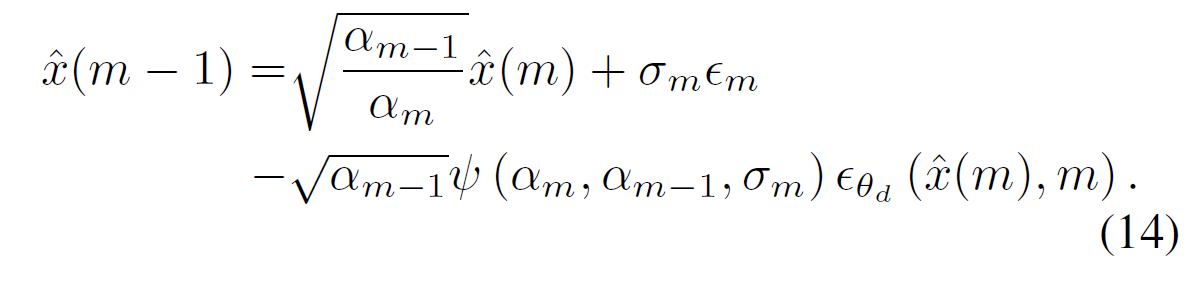 x̂(m − 1) =√(α_{m−1}/α_m) x̂(m) + σ_m ϵ_m
−√(α_{m−1}) ψ (α_m, α_{m−1}, σ_m) ϵ_{θ_d} (x̂(m), m) .
(14)